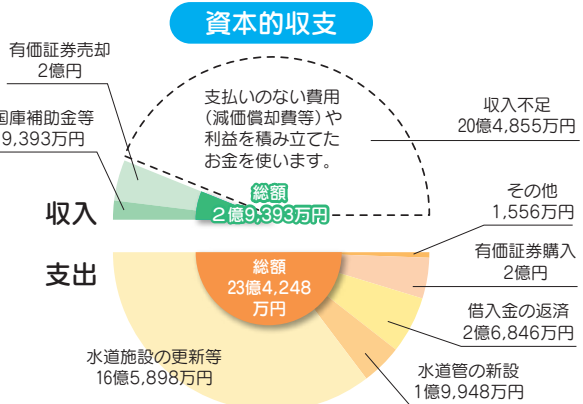 資本的収支
有価証券売却
2億円
国庫補助金等
9,393万円
支払いのない費用
(減価償却費等)や
利益を積み立てた
お金を使います。
収入不足
20億4,855万円
収入
総額
2億9,393万円
支出
総額
23億4,248
万円
その他
1,556万円
有価証券購入
2億円
借入金の返済
2億6,846万円
水道管の新設
1億9,948万円
水道施設の更新等
16億5,898万円